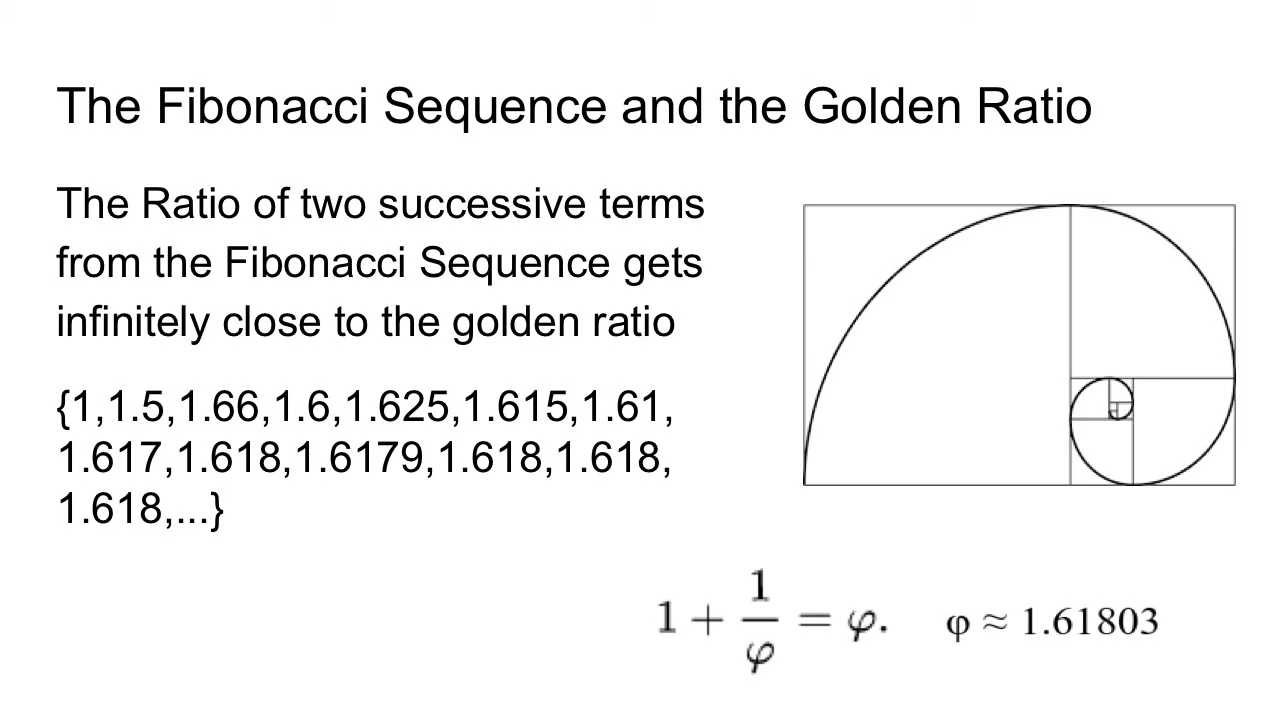 The Fibonacci Sequence and the Golden Ratio
The Ratio of two successive terms
from the Fibonacci Sequence gets
infinitely close to the golden ratio
{1,1.5,1.66,1.6,1.625,1.615,1.61,
1.617,1.618,1.6179,1.618,1.618,
1.618,...}
1 + 1/φ = φ. φ ≈ 1.61803